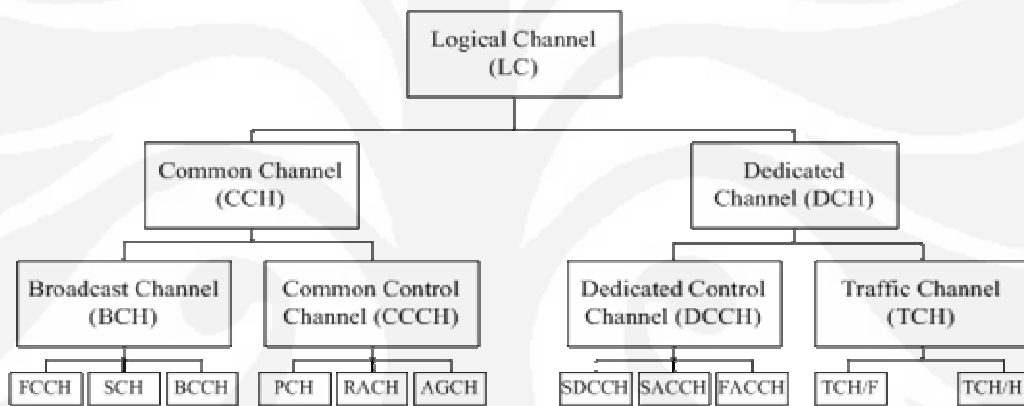 Logical Channel
(LC)
Common Channel
(CCH)
Dedicated
Channel (DCH)
Broadcast Channel
(BCH)
Common Control
Channel (CCCH)
Dedicated Control
Channel (DCCH)
Traffic Channel
(TCH)
FCCH
SCH
BCCH
PCH
RACH
AGCH
SDCCH
SACCH
FACCH
TCH/F
TCH/H